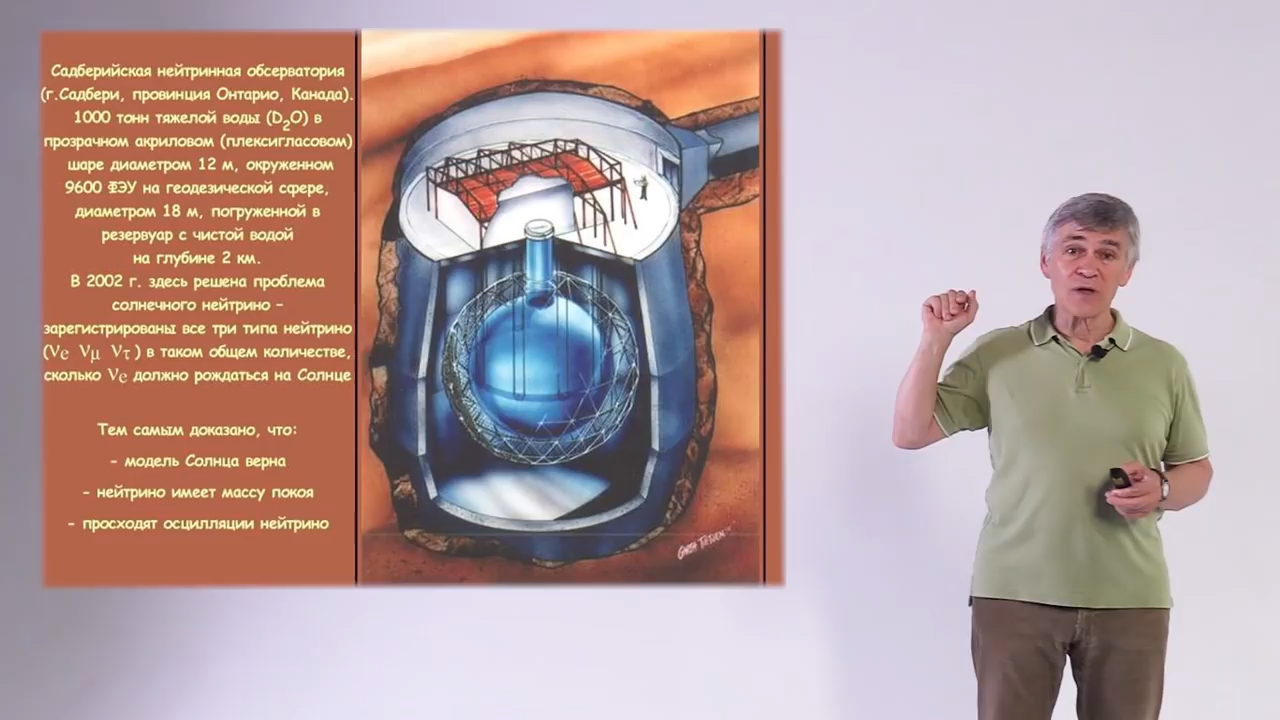 Садберийская нейтринная обсерватория
(г.Садбери, провинция Онтарио, Канада).
1000 тонн тяжелой воды (D₂O) в
прозрачном акриловом (плексигласовом)
шаре диаметром 12 м, окруженном
9600 ФЭУ на геодезической сфере,
диаметром 18 м, погруженной в
резервуар с чистой водой
на глубине 2 км.
В 2002 г. здесь решена проблема
солнечного нейтрино –
зарегистрированы все три типа нейтрино
(νe νμ ντ) в таком общем количестве,
сколько νe должно рождаться на Солнце
Тем самым доказано, что:
– модель Солнца верна
– нейтрино имеет массу покоя
– просходят осцилляции нейтрино